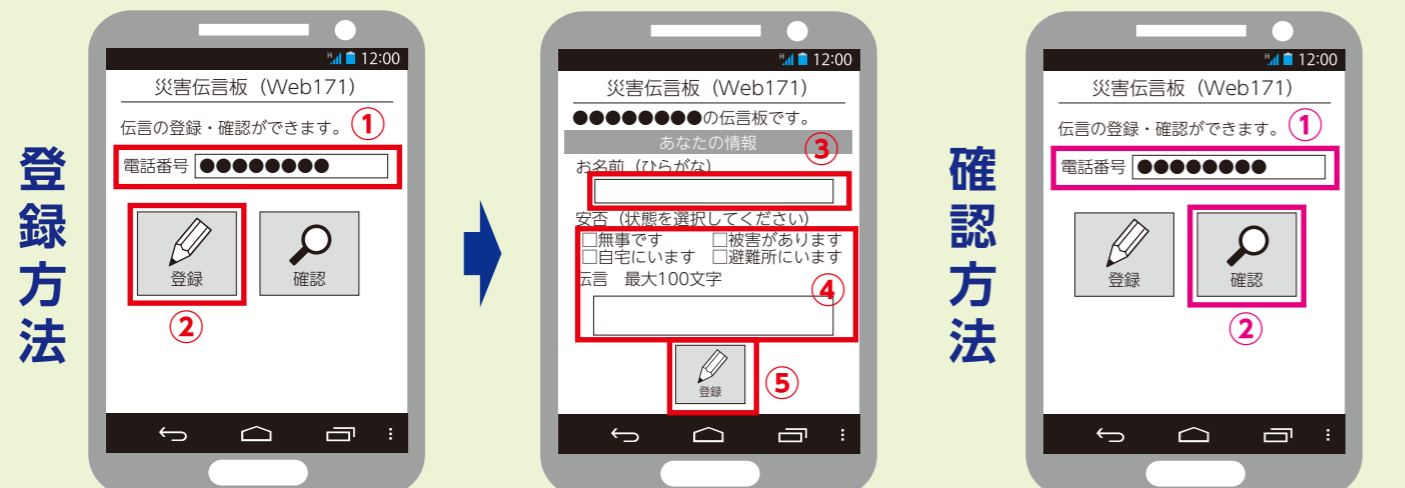 登録方法
12:00
災害伝言板（Web171）
伝言の登録・確認ができます。①
電話番号 ●●●●●●●●
登録 確認
②
12:00
災害伝言板（Web171）
●●●●●●●●の伝言板です。
あなたの情報
③
お名前（ひらがな）
安否（状態を選択してください）
□無事です □被害があります
□自宅にいます □避難所にいます
伝言 最大100文字
④
登録
⑤
確認方法
12:00
災害伝言板（Web171）
伝言の登録・確認ができます。①
電話番号 ●●●●●●●●
登録 確認
②